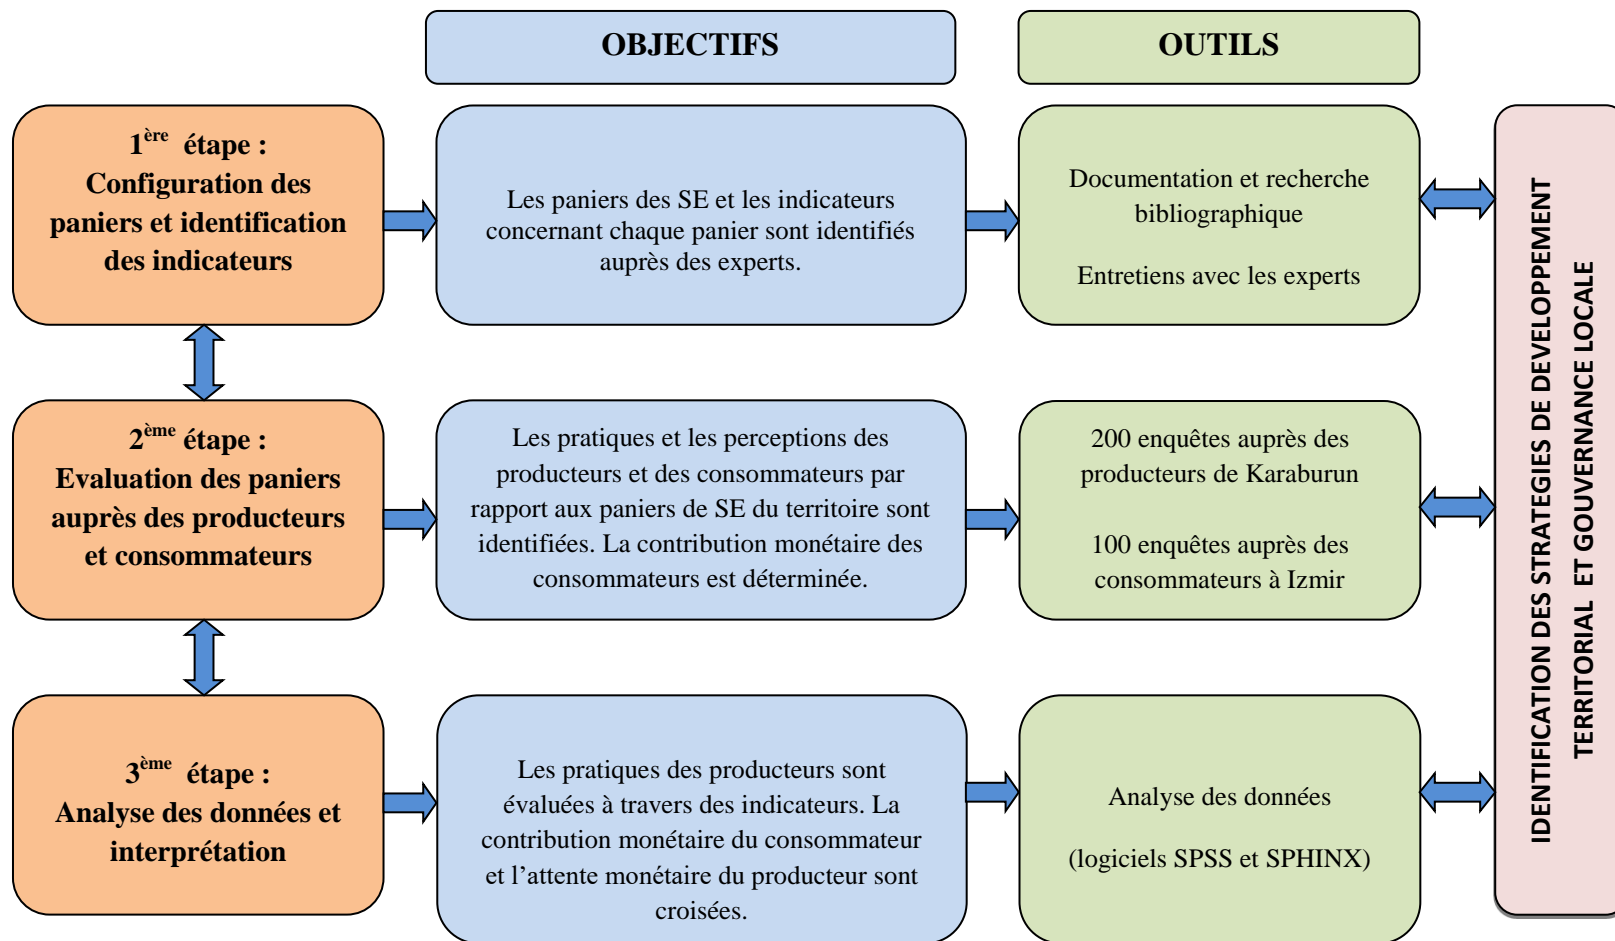 OBJECTIFS
OUTILS
1ère étape :
Configuration des
paniers et identification
des indicateurs
Les paniers des SE et les indicateurs
concernant chaque panier sont identifiés
auprès des experts.
Documentation et recherche
bibliographique
Entretiens avec les experts
2ème étape :
Evaluation des paniers
auprès des producteurs
et consommateurs
Les pratiques et les perceptions des
producteurs et des consommateurs par
rapport aux paniers de SE du territoire sont
identifiées. La contribution monétaire des
consommateurs est déterminée.
200 enquêtes auprès des
producteurs de Karaburun
100 enquêtes auprès des
consommateurs à Izmir
3ème étape :
Analyse des données et
interprétation
Les pratiques des producteurs sont
évaluées à travers des indicateurs. La
contribution monétaire du consommateur
et l’attente monétaire du producteur sont
croisées.
Analyse des données
(logiciels SPSS et SPHINX)
IDENTIFICATION DES STRATEGIES DE DEVELOPPEMENT
TERRITORIAL ET GOUVERNANCE LOCALE